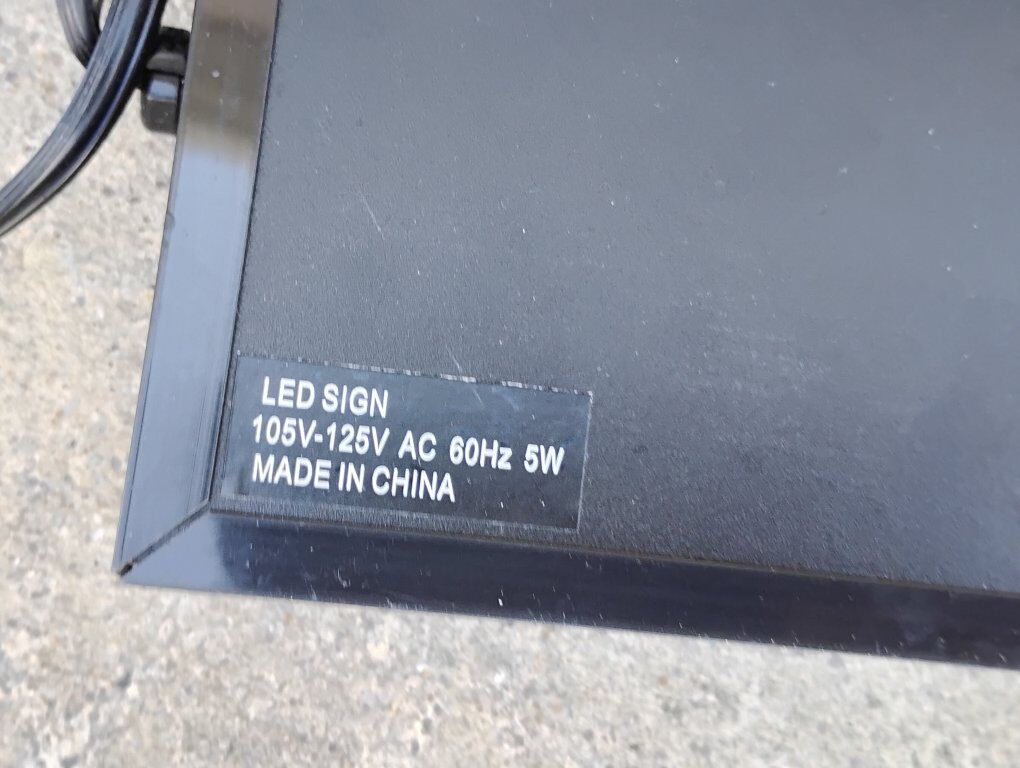 LED SIGN
105V-125V AC 60Hz 5W
MADE IN CHINA